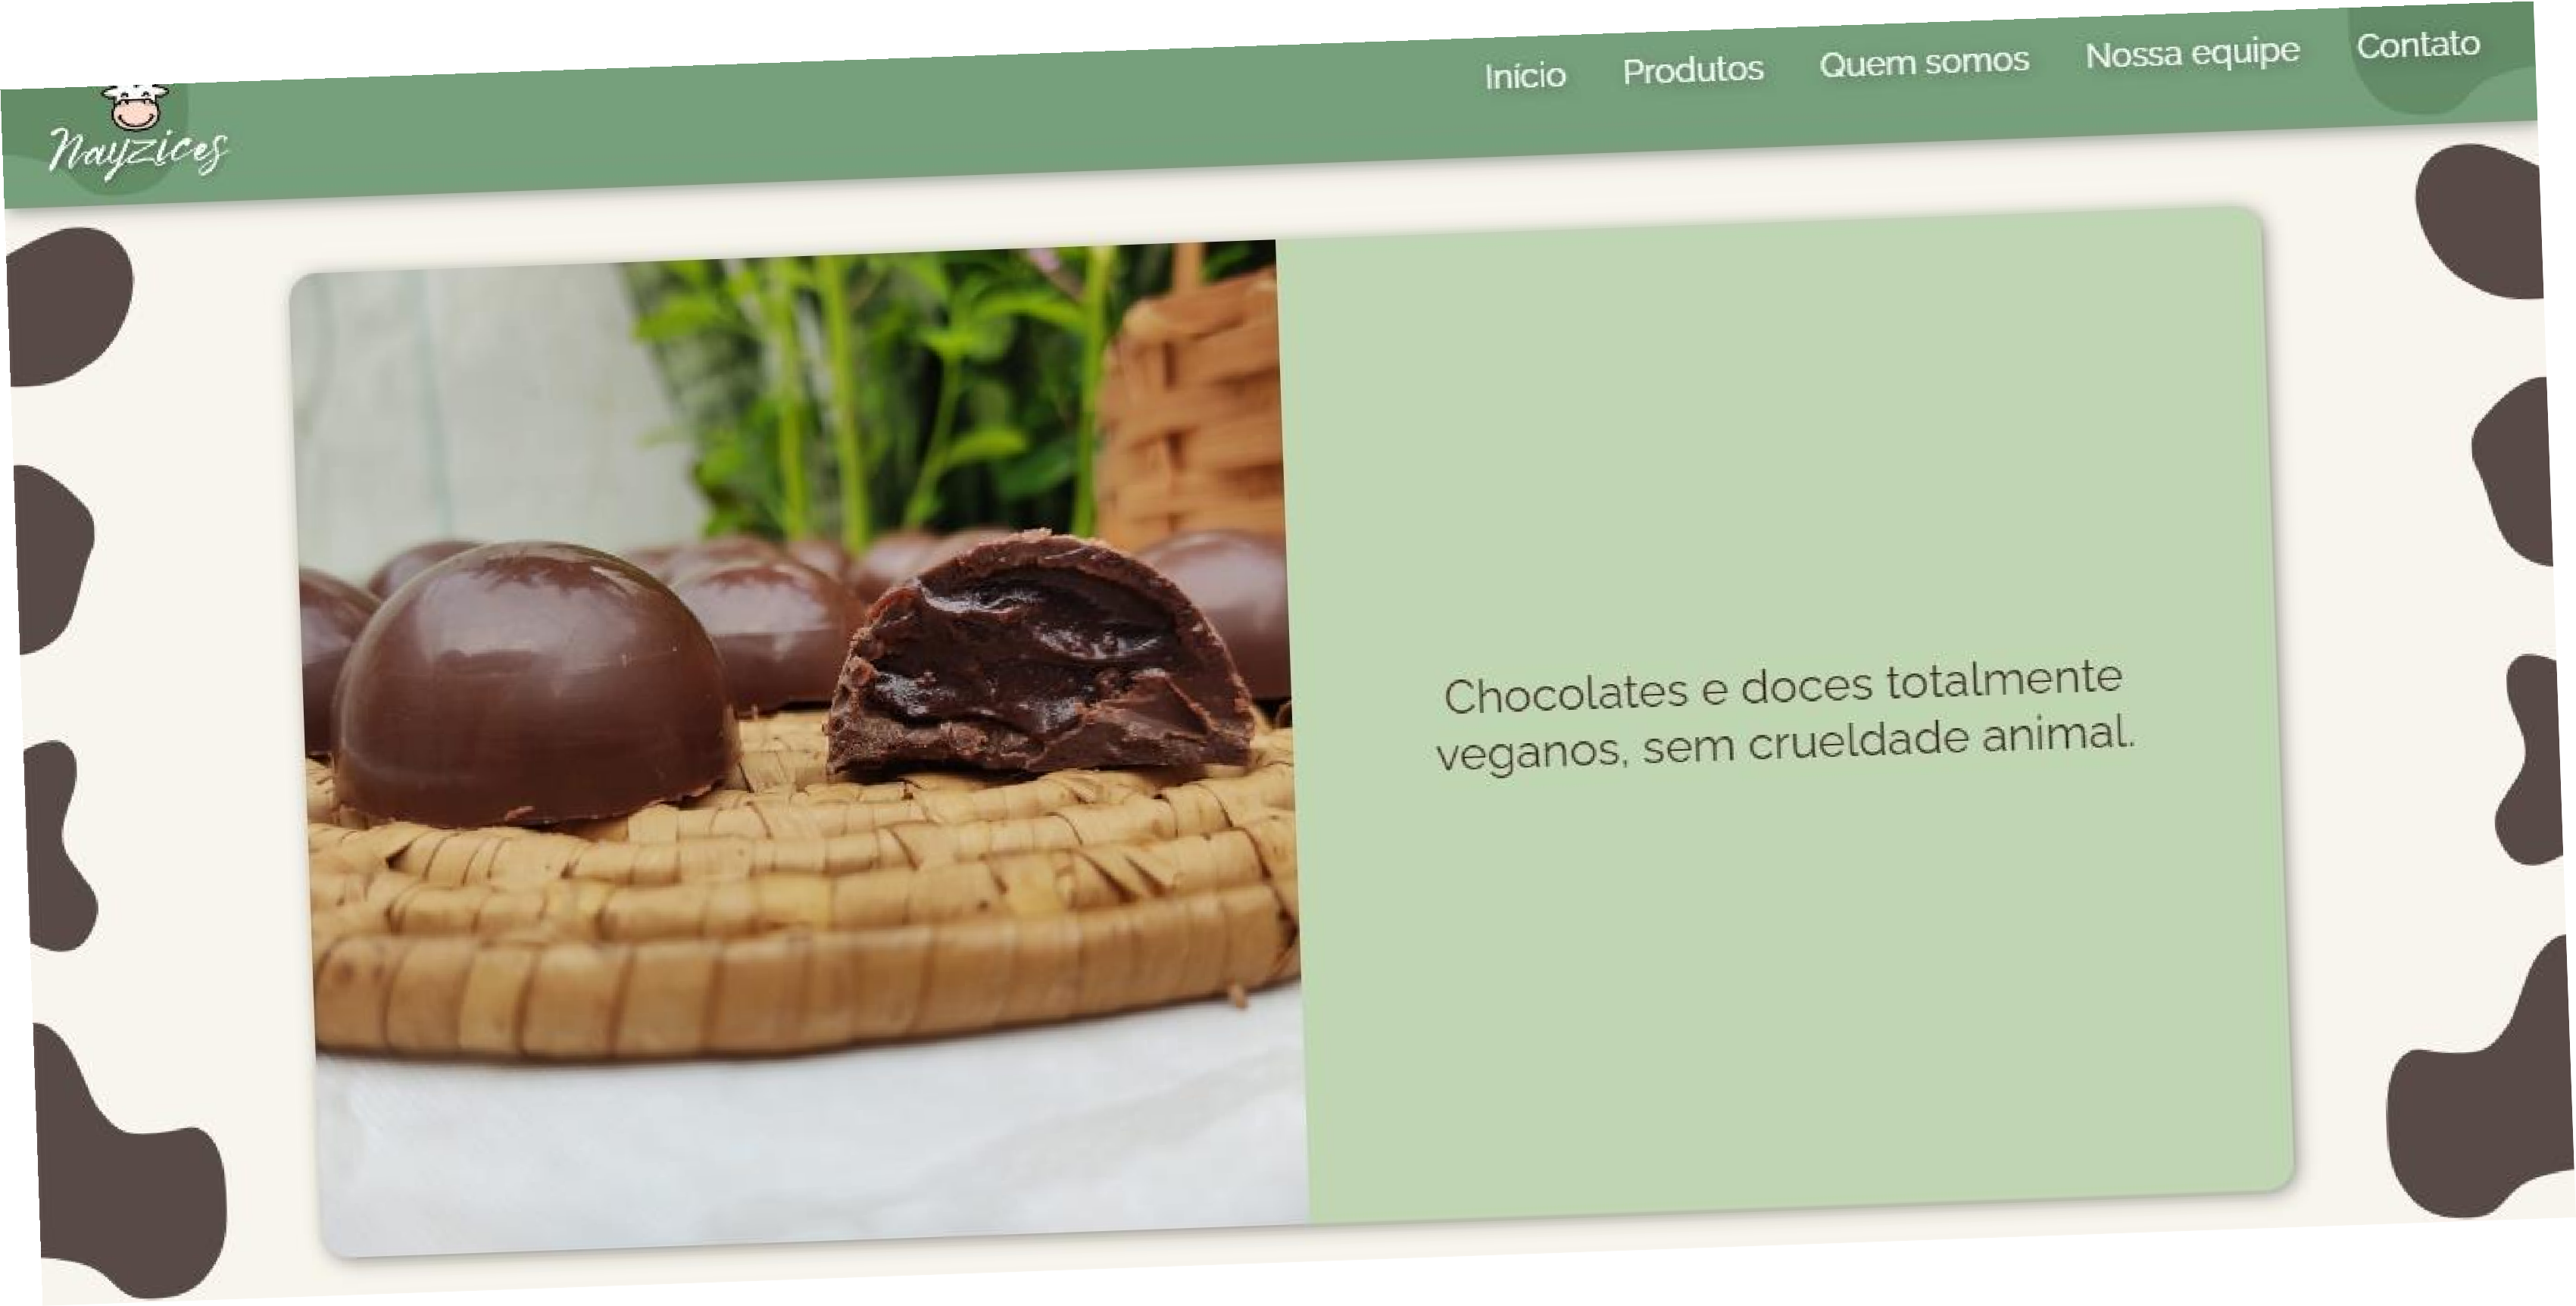 Nayzices
Início Produtos Quem somos Nossa equipe Contato
Chocolates e doces totalmente
veganos, sem crueldade animal.